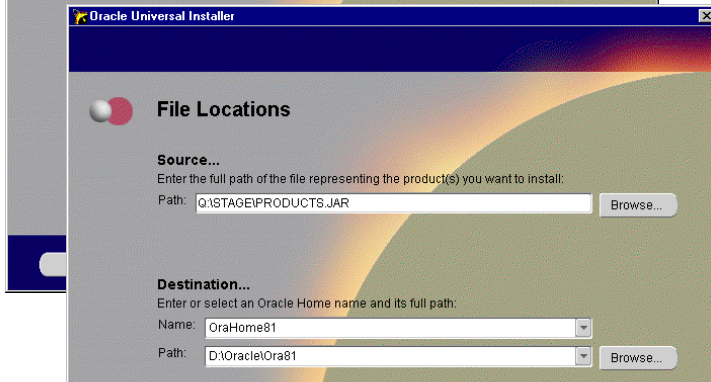 Oracle Universal Installer
File Locations
Source...
Enter the full path of the file representing the product(s) you want to install:
Path: Q:\STAGE\PRODUCTS.JAR Browse...
Destination...
Enter or select an Oracle Home name and its full path:
Name: OraHome81
Path: D:\Oracle\Ora81 Browse...